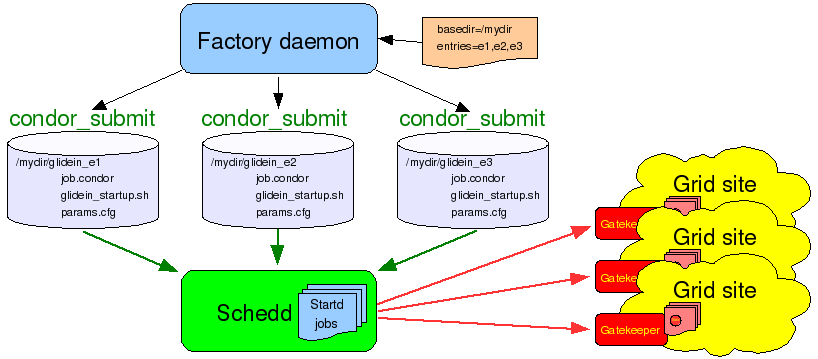 Factory daemon
basedir=/mydir
entries=e1,e2,e3
condor_submit
condor_submit
condor_submit
/mydir/glidein_e1
job.condor
glidein_startup.sh
params.cfg
/mydir/glidein_e2
job.condor
glidein_startup.sh
params.cfg
/mydir/glidein_e3
job.condor
glidein_startup.sh
params.cfg
Grid site
Grid site
Grid site
Gatekeeper
Schedd
Startd
jobs